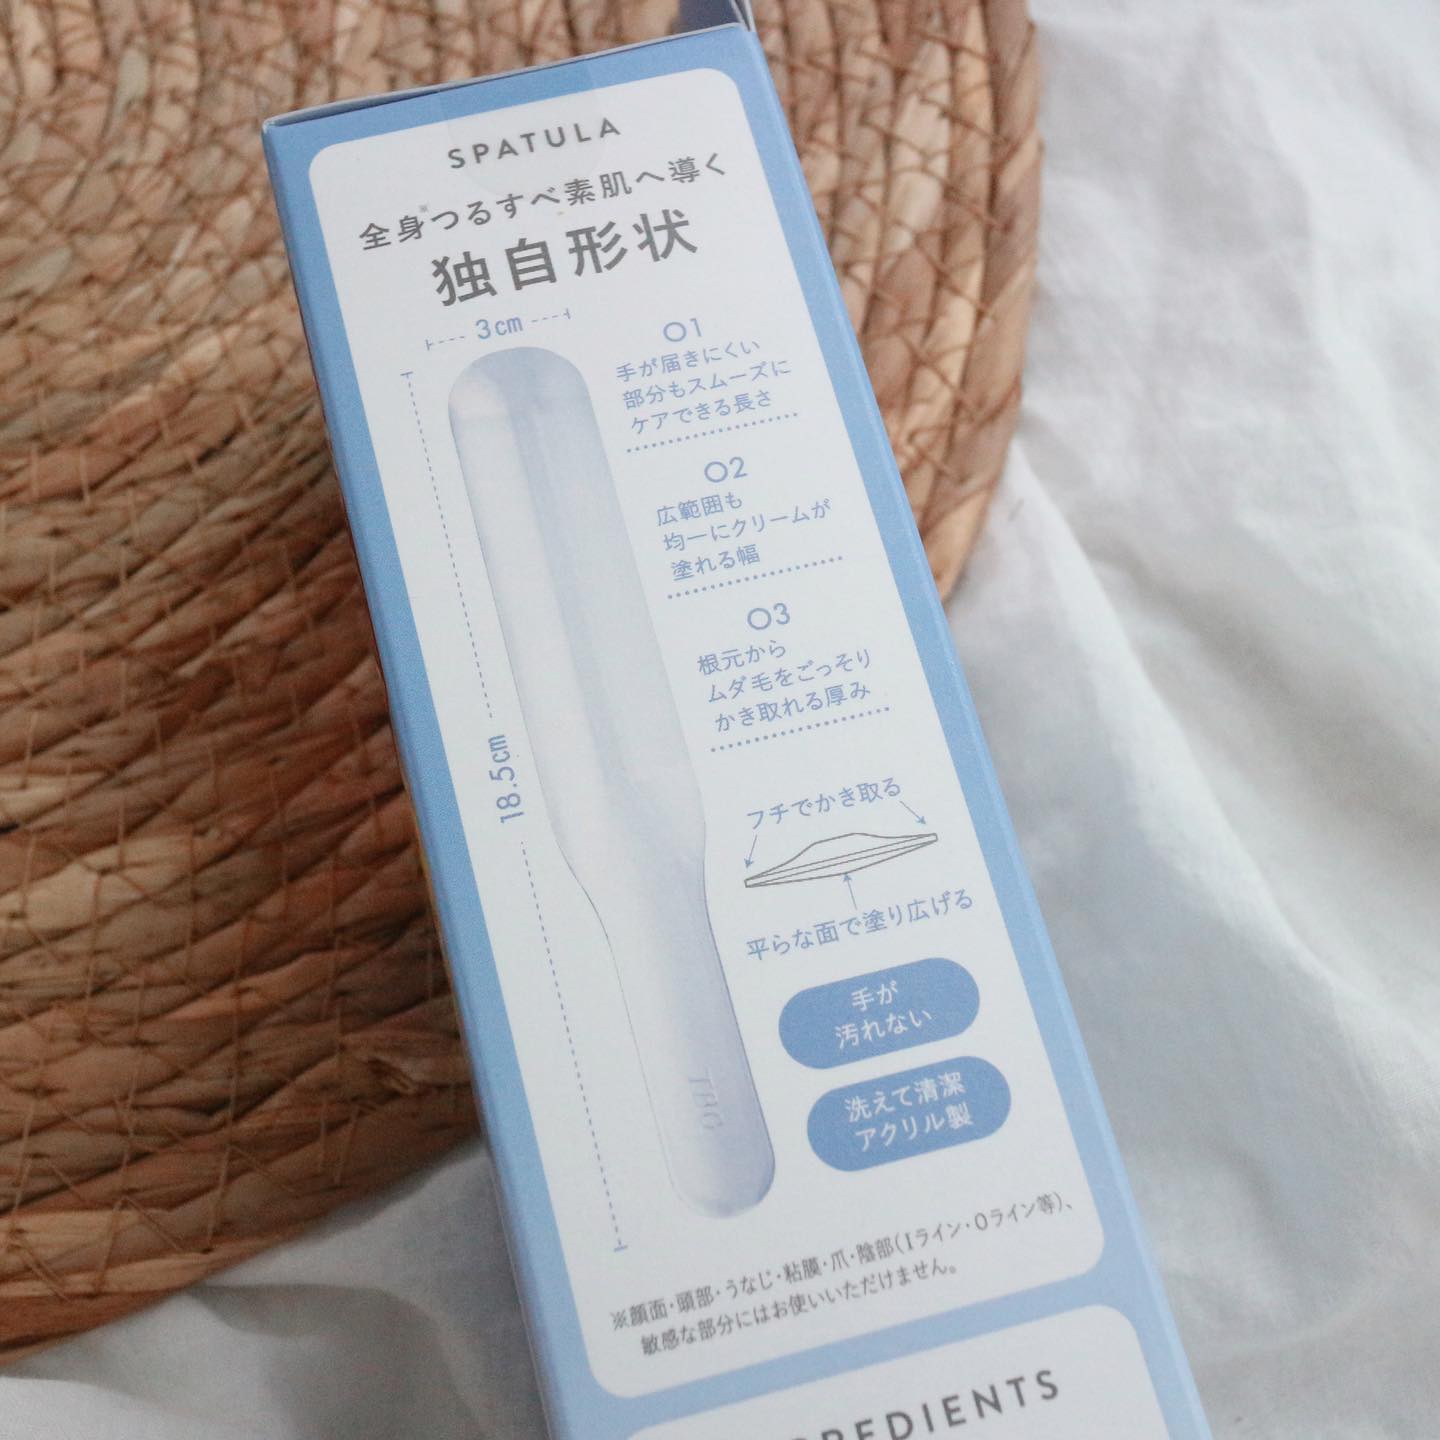 SPATULA
全身※つるすべ素肌へ導く
独自形状
3cm
18.5cm
TBC
01
手が届きにくい
部分もスムーズに
ケアできる長さ
02
広範囲も
均一にクリームが
塗れる幅
03
根元から
ムダ毛をごっそり
かき取れる厚み
フチでかき取る
平らな面で塗り広げる
手が
汚れない
洗えて清潔
アクリル製
※顔面・頭部・うなじ・粘膜・爪・陰部(Iライン・Oライン等)、
敏感な部分にはお使いいただけません。
REDIENTS